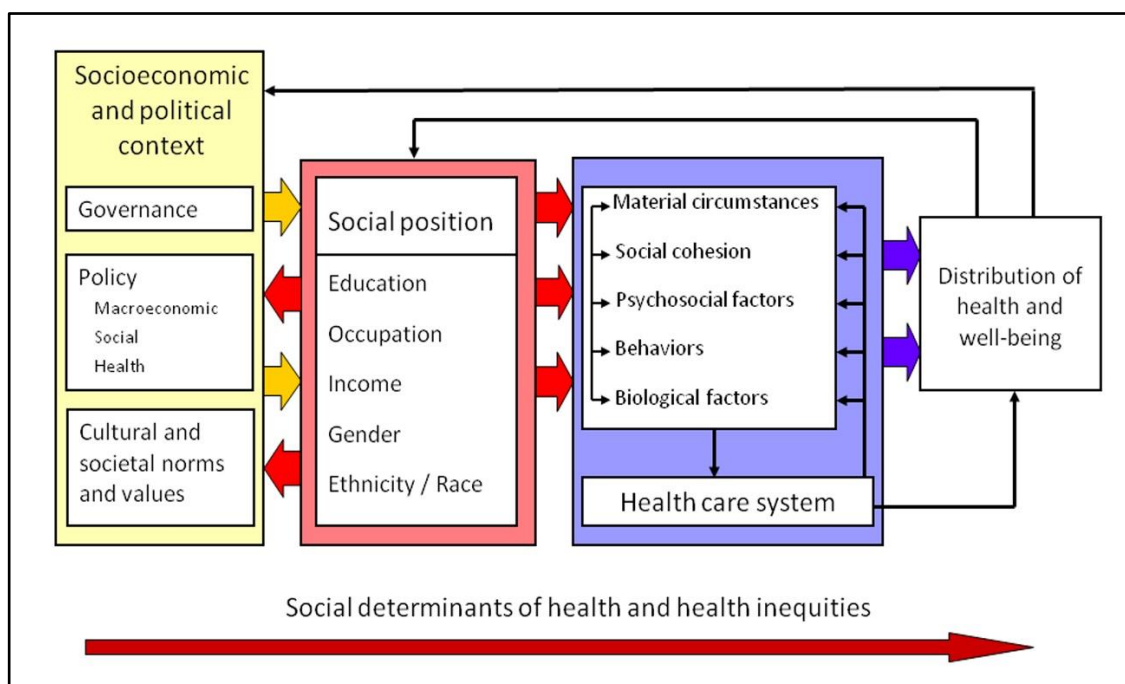 Socioeconomic
and political
context
Governance
Policy
Macroeconomic
Social
Health
Cultural and
societal norms
and values
Social position
Education
Occupation
Income
Gender
Ethnicity / Race
Material circumstances
Social cohesion
Psychosocial factors
Behaviors
Biological factors
Health care system
Distribution of
health and
well-being
Social determinants of health and health inequities